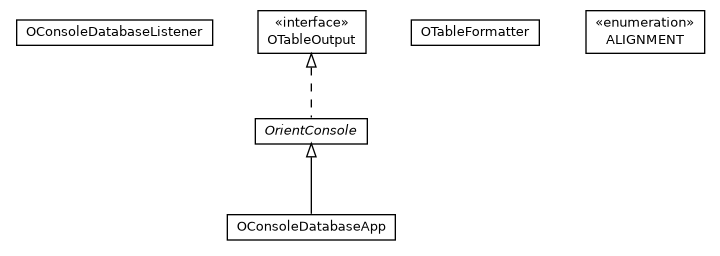 OConsoleDatabaseListener
«interface»
OTableOutput
OTableFormatter
«enumeration»
ALIGNMENT
OrientConsole
OConsoleDatabaseApp